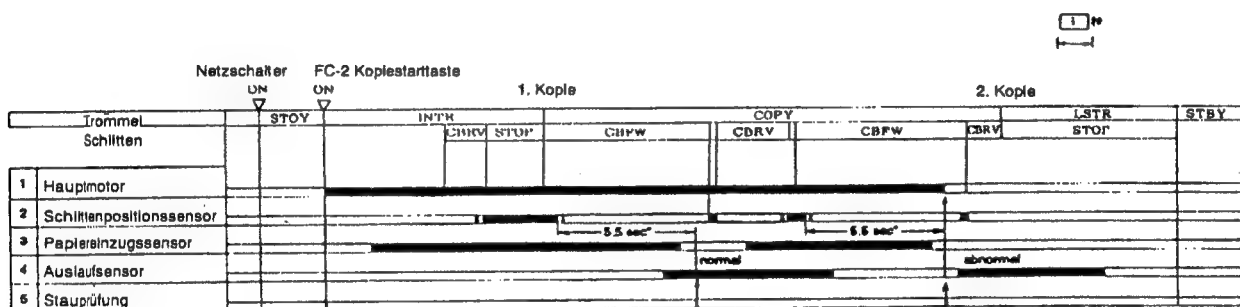 1
Netzschalter FC-2 Kopiestarttaste
ON ON 1. Kopie 2. Kopie
Trommel STBY INTR COPY LSTR STBY
Schlitten CBRV STOP CBFW CBRV CBFW CBRV STOP
1 Hauptmotor
2 Schlittenpositionssensor
5.5 sec* 5.5 sec*
3 Papiereinzugssensor
normal abnormal
4 Auslaufsensor
5 Stauprüfung